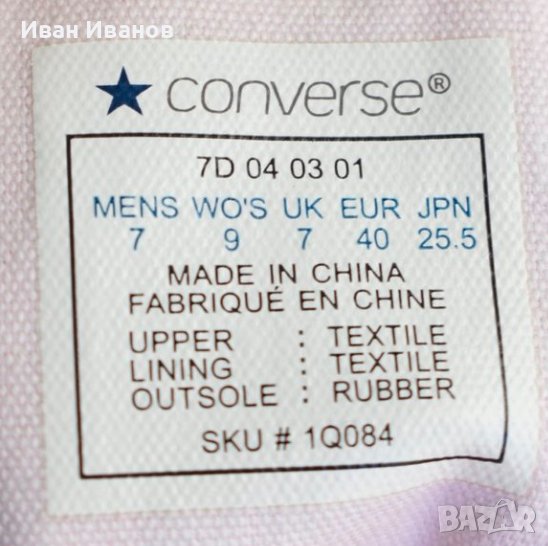 Иван Иванов
converse®
7D 04 03 01
MENS WO'S UK EUR JPN
7 9 7 40 25.5
MADE IN CHINA
FABRIQUÉ EN CHINE
UPPER : TEXTILE
LINING : TEXTILE
OUTSOLE : RUBBER
SKU # 1Q084
BAZAR